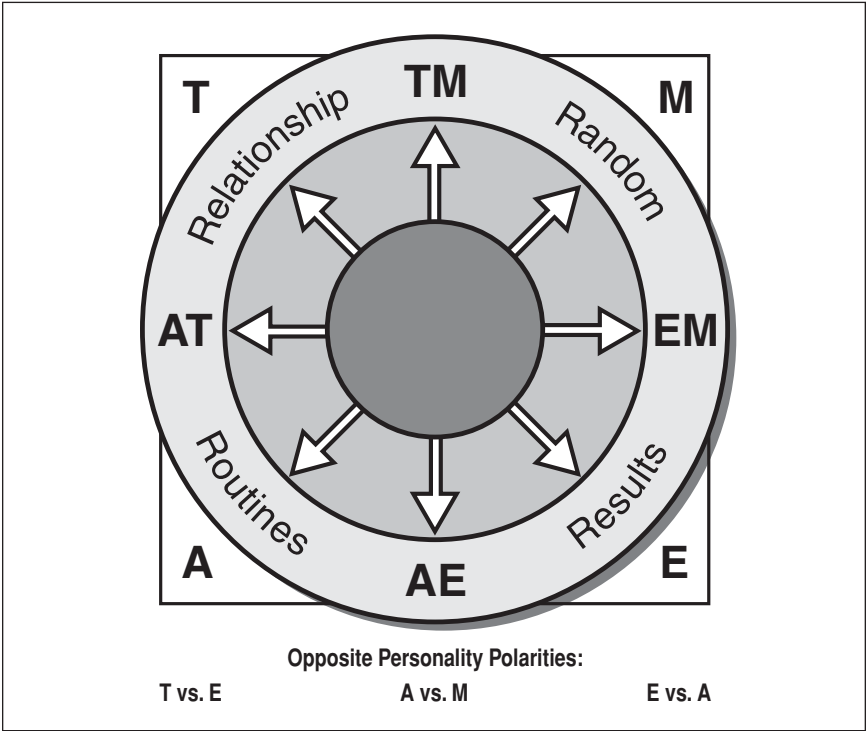 T
TM
M
Relationship
Random
AT
EM
Routines
Results
A
AE
E
Opposite Personality Polarities:
T vs. E A vs. M E vs. A